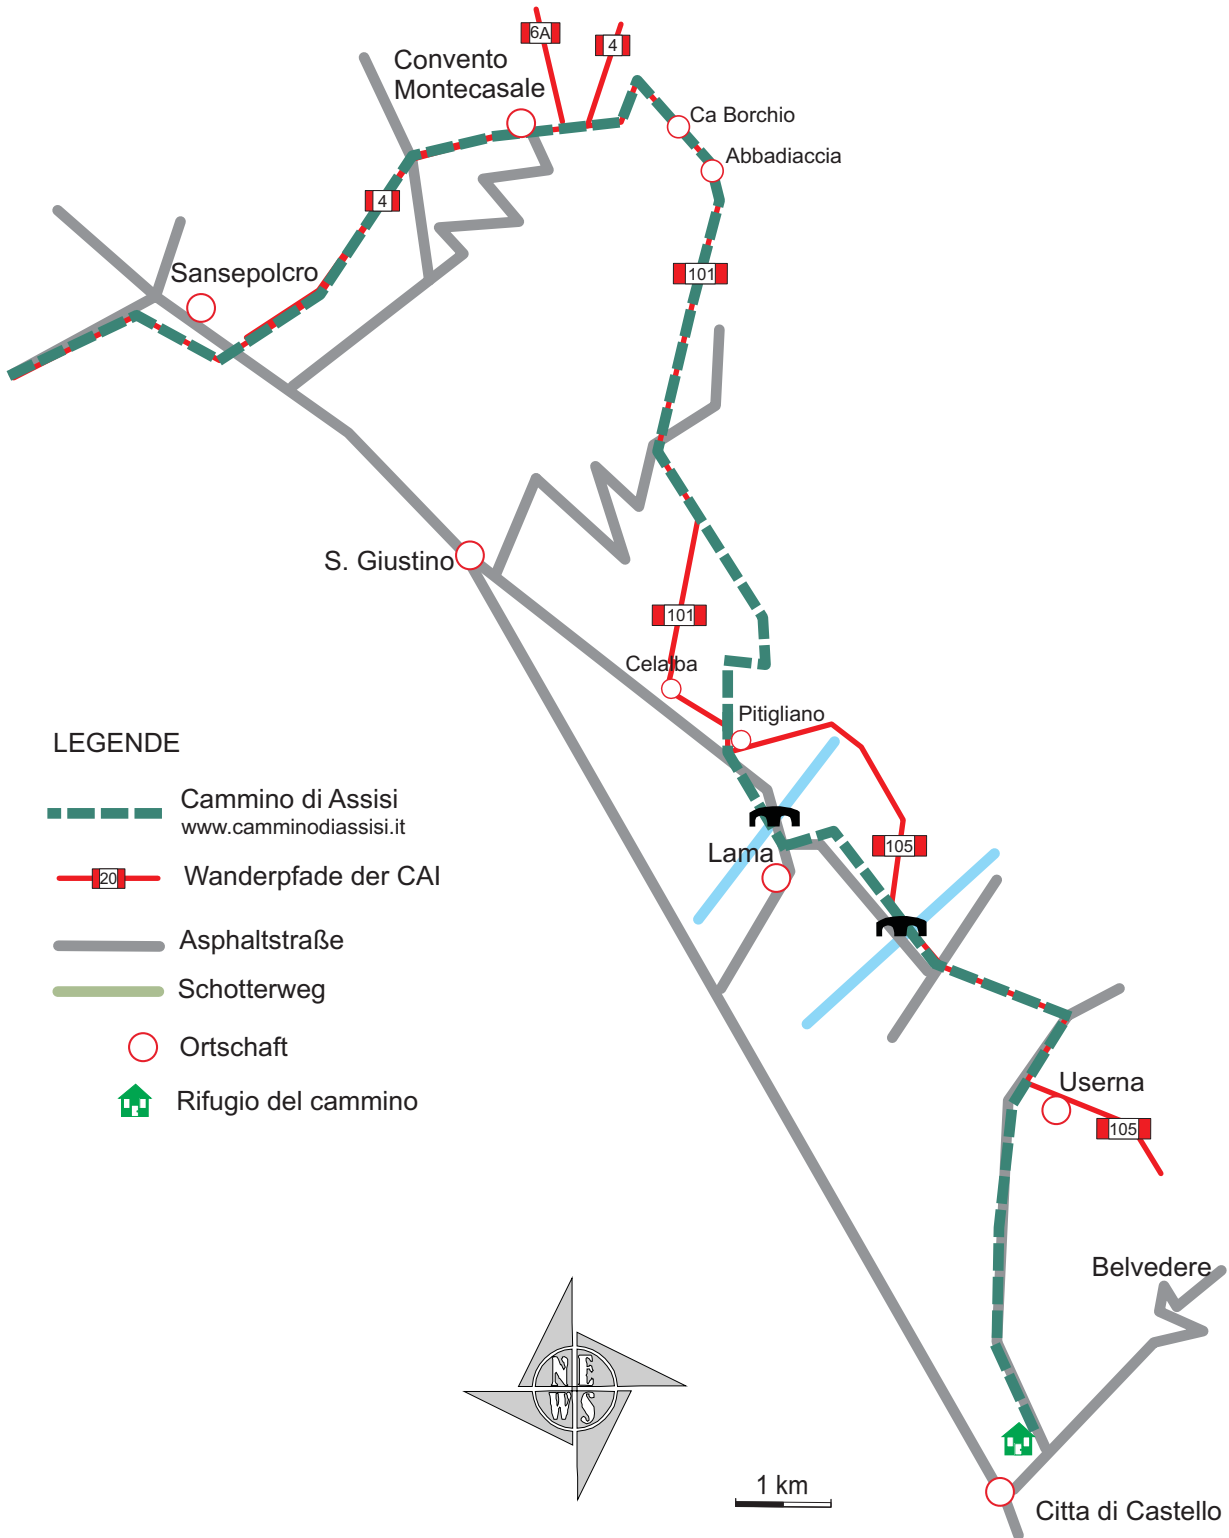 6A
4
Convento
Montecasale
Ca Borchio
Abbadiaccia
4
Sansepolcro
101
S. Giustino
101
Celalba
Pitigliano
LEGENDE
Cammino di Assisi
www.camminodiassisi.it
Lama
105
20
Wanderpfade der CAI
Asphaltstraße
Schotterweg
Ortschaft
Rifugio del cammino
Userna
105
Belvedere
N E
W S
1 km
Citta di Castello